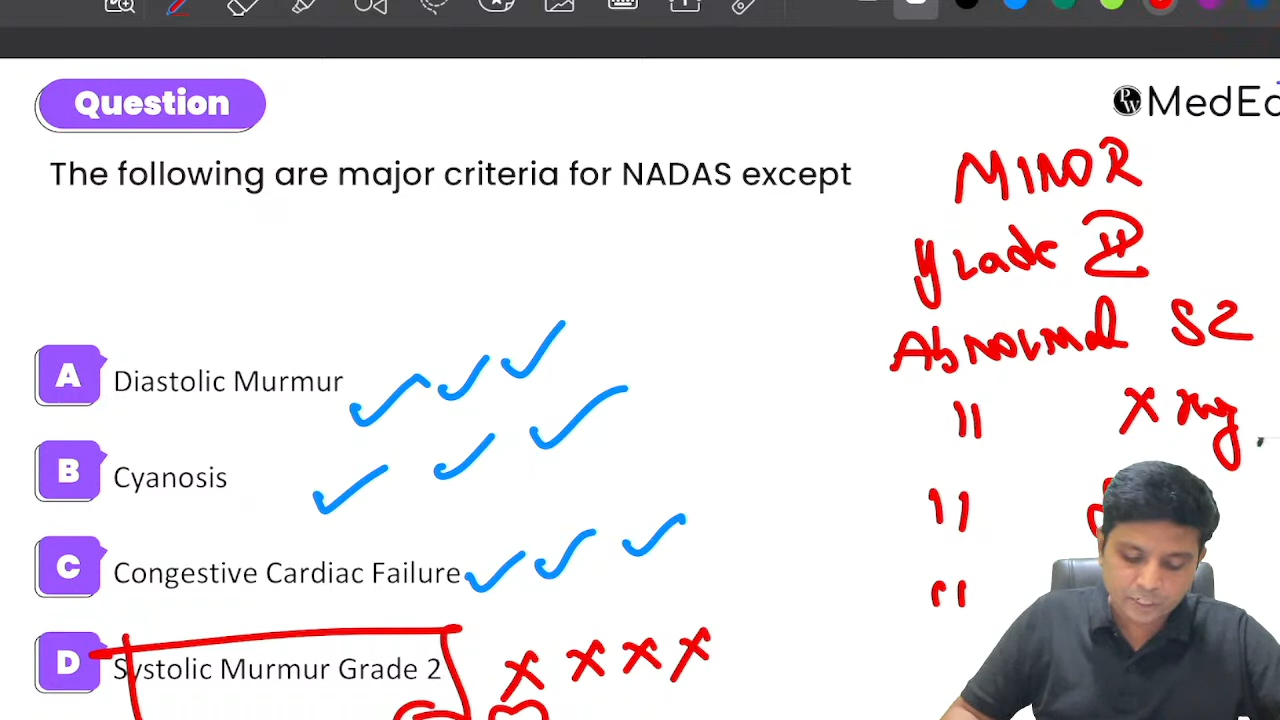 Question
MedEd
The following are major criteria for NADAS except
MINOR
Grade II
Abnormal S2
" X ray
"
"
A Diastolic Murmur
B Cyanosis
C Congestive Cardiac Failure
D Systolic Murmur Grade 2